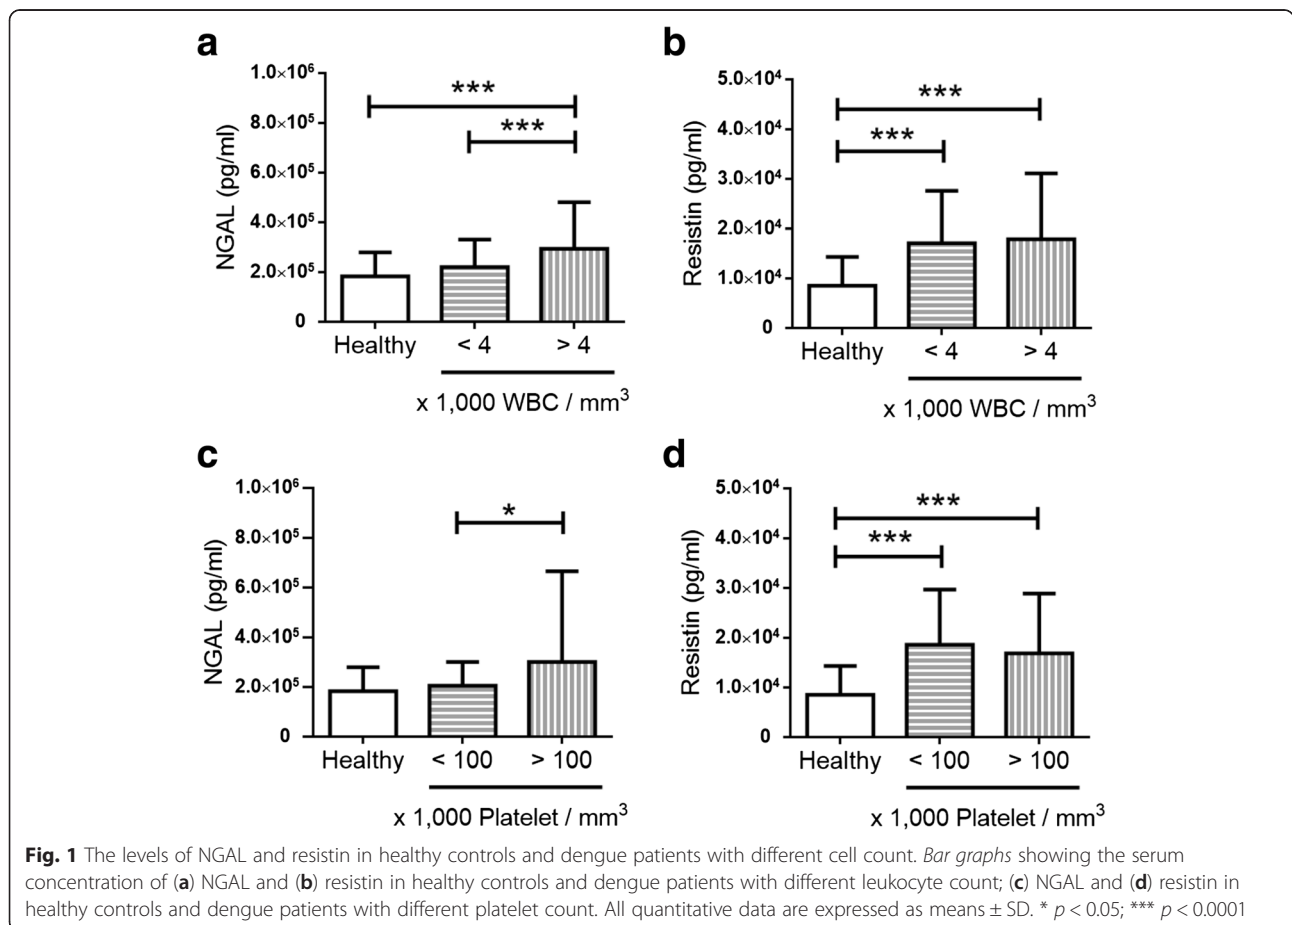 a
1.0×10⁶
8.0×10⁵
6.0×10⁵
4.0×10⁵
2.0×10⁵
0
NGAL (pg/ml)
***
***
Healthy < 4 > 4
x 1,000 WBC / mm³
b
5.0×10⁴
4.0×10⁴
3.0×10⁴
2.0×10⁴
1.0×10⁴
0
Resistin (pg/ml)
***
***
Healthy < 4 > 4
x 1,000 WBC / mm³
c
1.0×10⁶
8.0×10⁵
6.0×10⁵
4.0×10⁵
2.0×10⁵
0
NGAL (pg/ml)
*
Healthy < 100 > 100
x 1,000 Platelet / mm³
d
5.0×10⁴
4.0×10⁴
3.0×10⁴
2.0×10⁴
1.0×10⁴
0
Resistin (pg/ml)
***
***
Healthy < 100 > 100
x 1,000 Platelet / mm³
Fig. 1 The levels of NGAL and resistin in healthy controls and dengue patients with different cell count. Bar graphs showing the serum
concentration of (a) NGAL and (b) resistin in healthy controls and dengue patients with different leukocyte count; (c) NGAL and (d) resistin in
healthy controls and dengue patients with different platelet count. All quantitative data are expressed as means ± SD. * p < 0.05; *** p < 0.0001